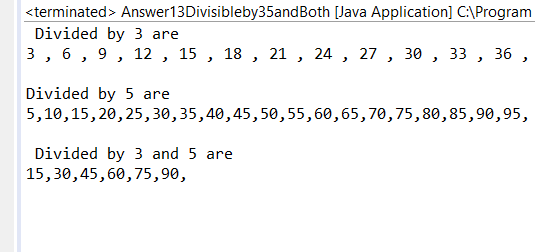 <terminated> Answer13Divisibleby35andBoth [Java Application] C:\Program
Divided by 3 are
3 , 6 , 9 , 12 , 15 , 18 , 21 , 24 , 27 , 30 , 33 , 36 ,
Divided by 5 are
5,10,15,20,25,30,35,40,45,50,55,60,65,70,75,80,85,90,95,
Divided by 3 and 5 are
15,30,45,60,75,90,